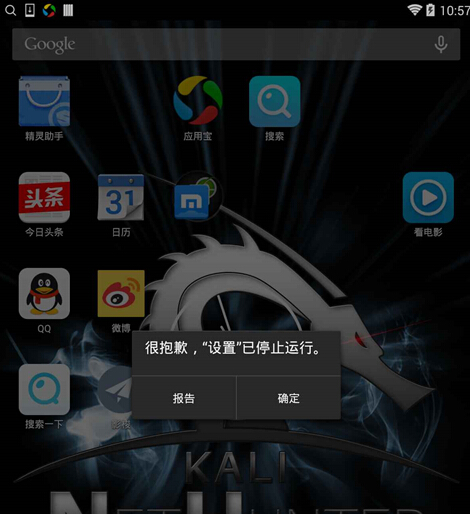 10:57
Google
精灵助手
应用宝
搜索
头条
31
今日头条
日历
看电影
QQ
微博
很抱歉，“设置”已停止运行。
报告
确定
搜索一下
KALI
NETHUNTER